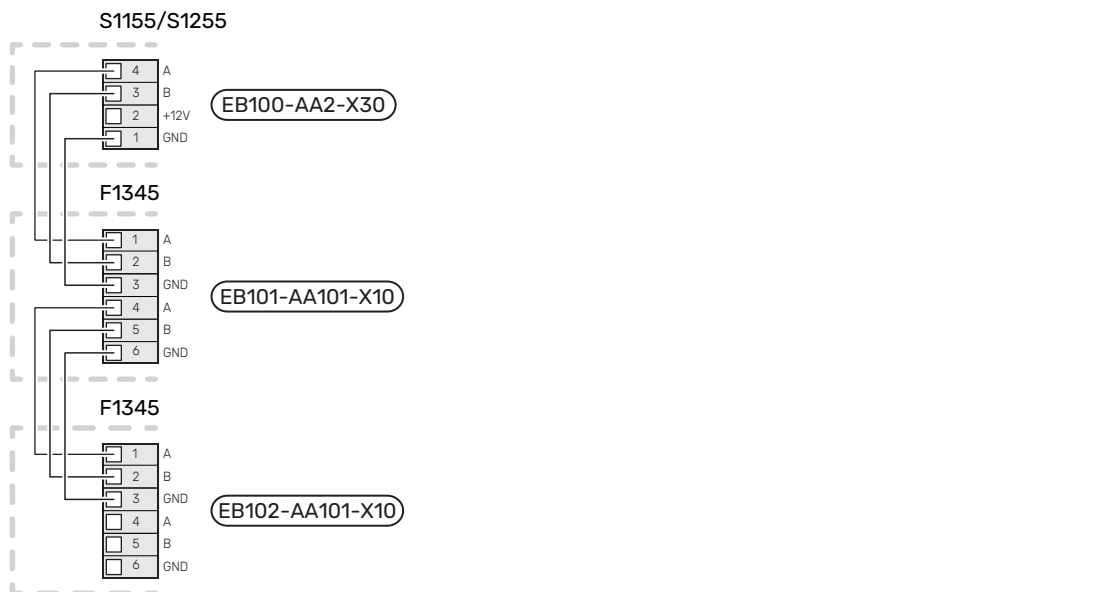 S1155/S1255
4 A
3 B
2 +12V
1 GND
EB100-AA2-X30
F1345
1 A
2 B
3 GND
4 A
5 B
6 GND
EB101-AA101-X10
F1345
1 A
2 B
3 GND
4 A
5 B
6 GND
EB102-AA101-X10